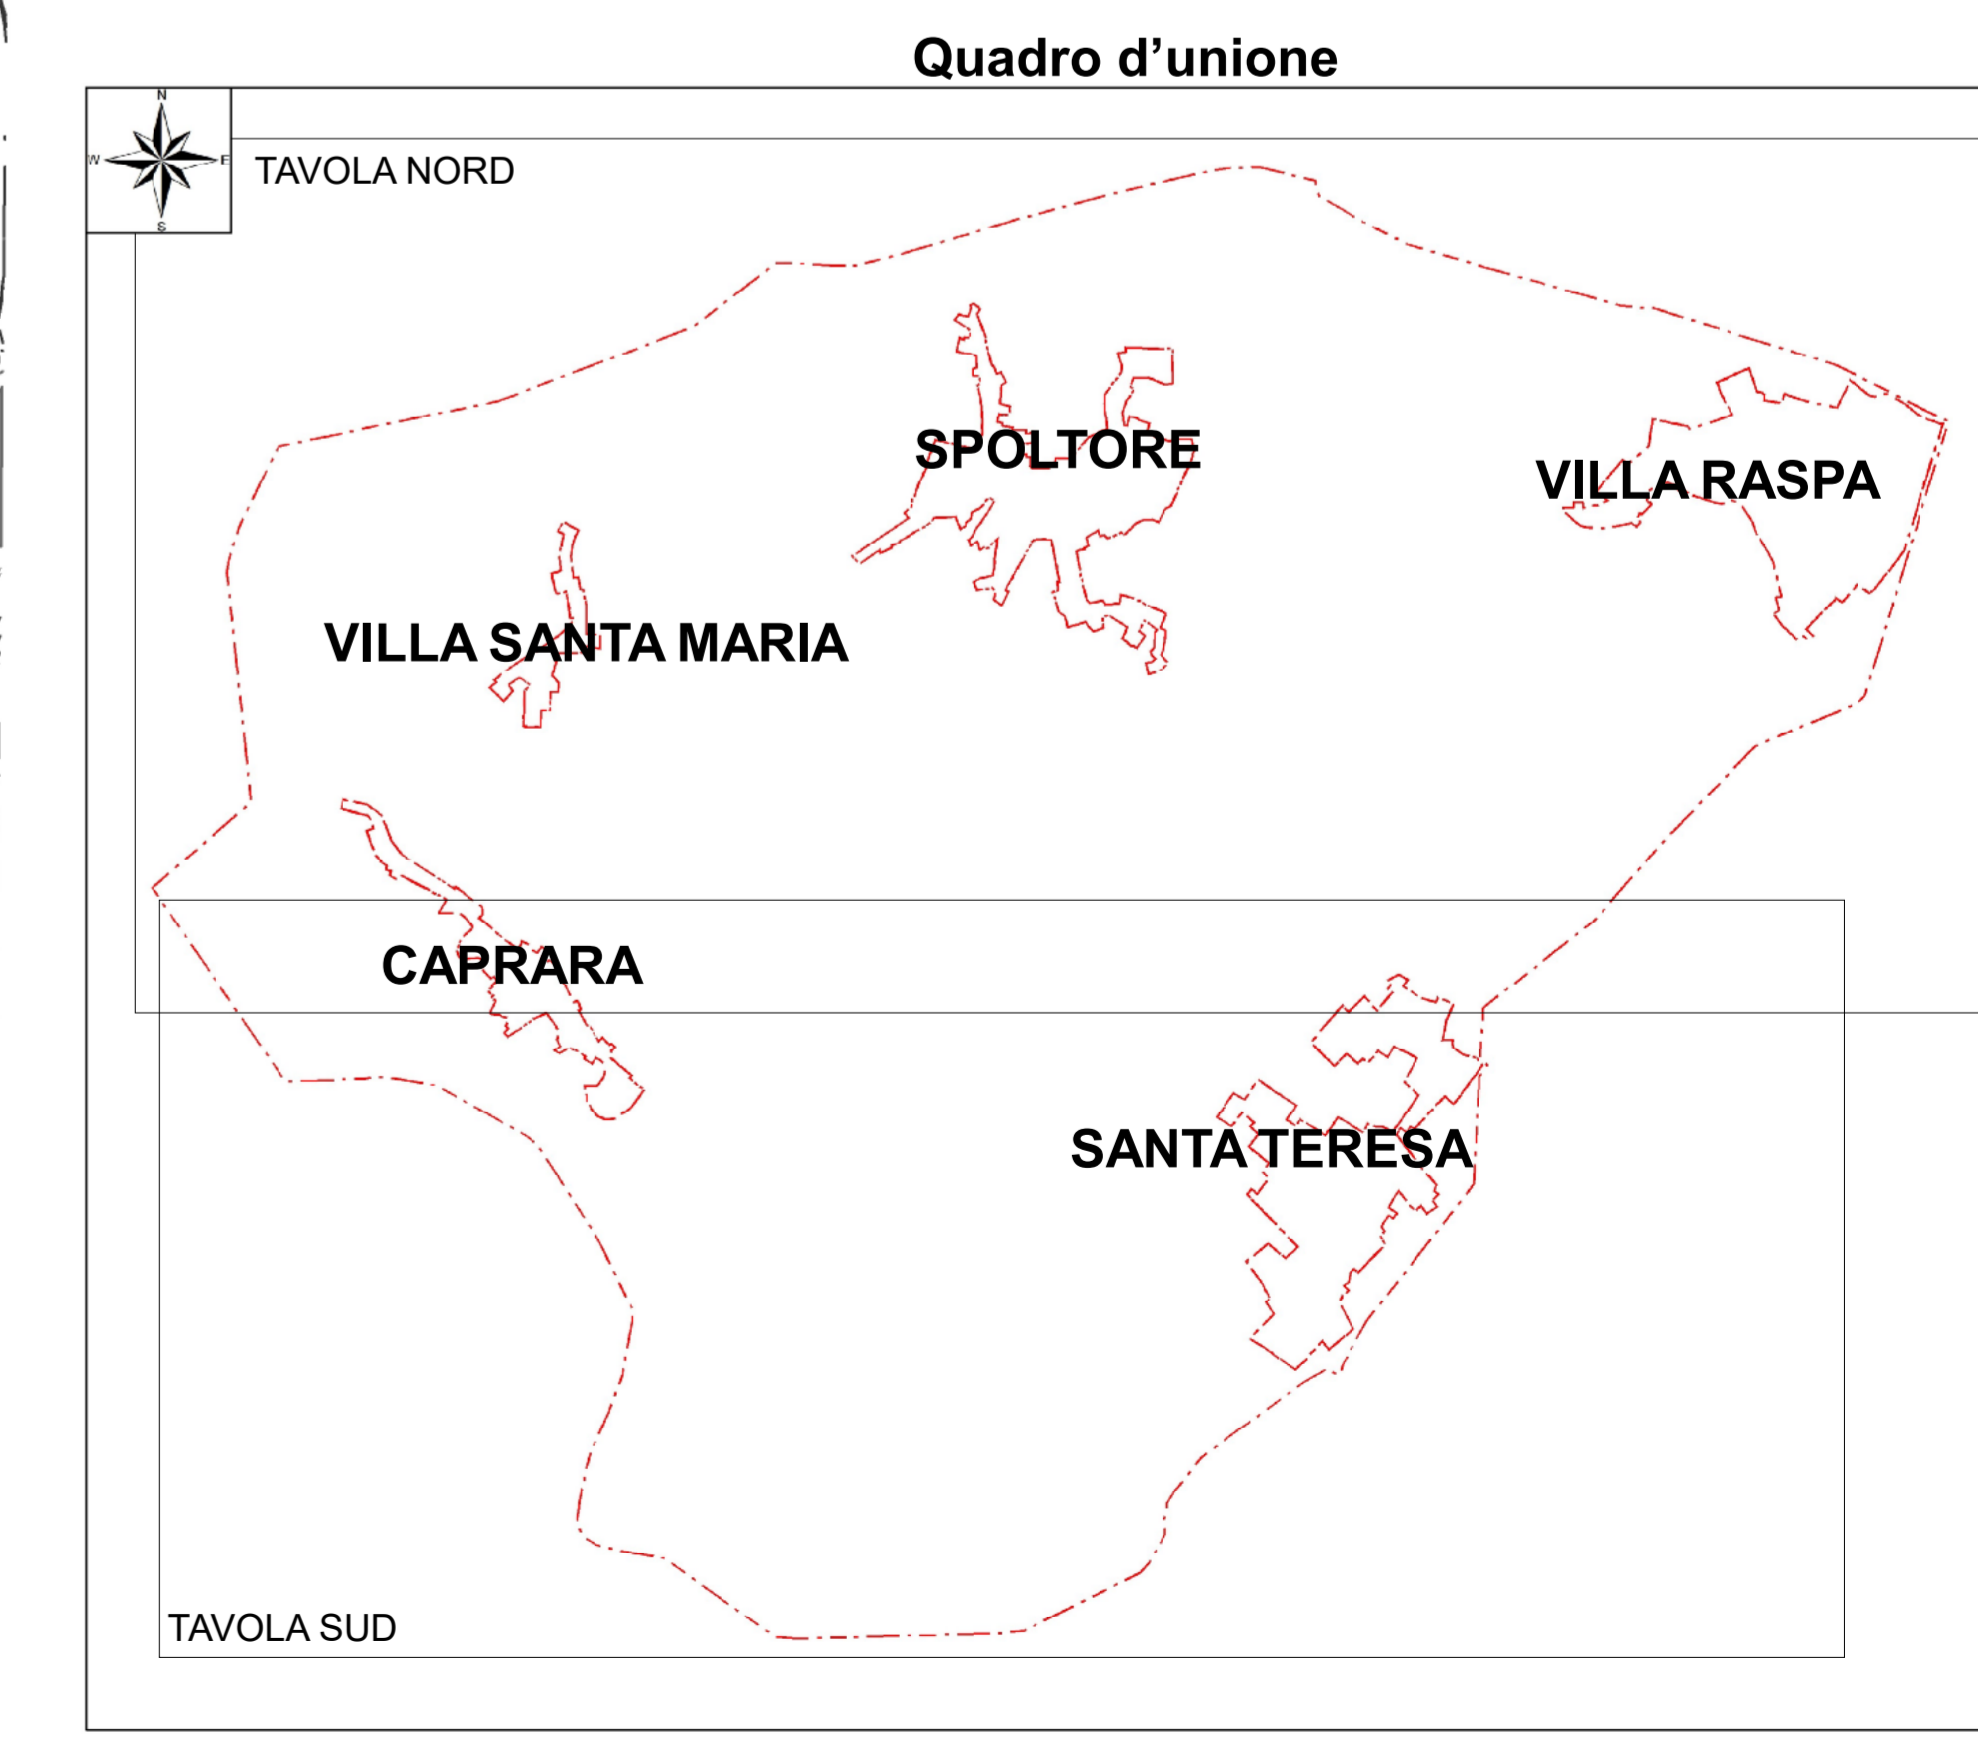 Quadro d’unione
N
W E
S
TAVOLA NORD
SPOLTORE
VILLA RASPA
VILLA SANTA MARIA
CAPRARA
SANTA TERESA
TAVOLA SUD